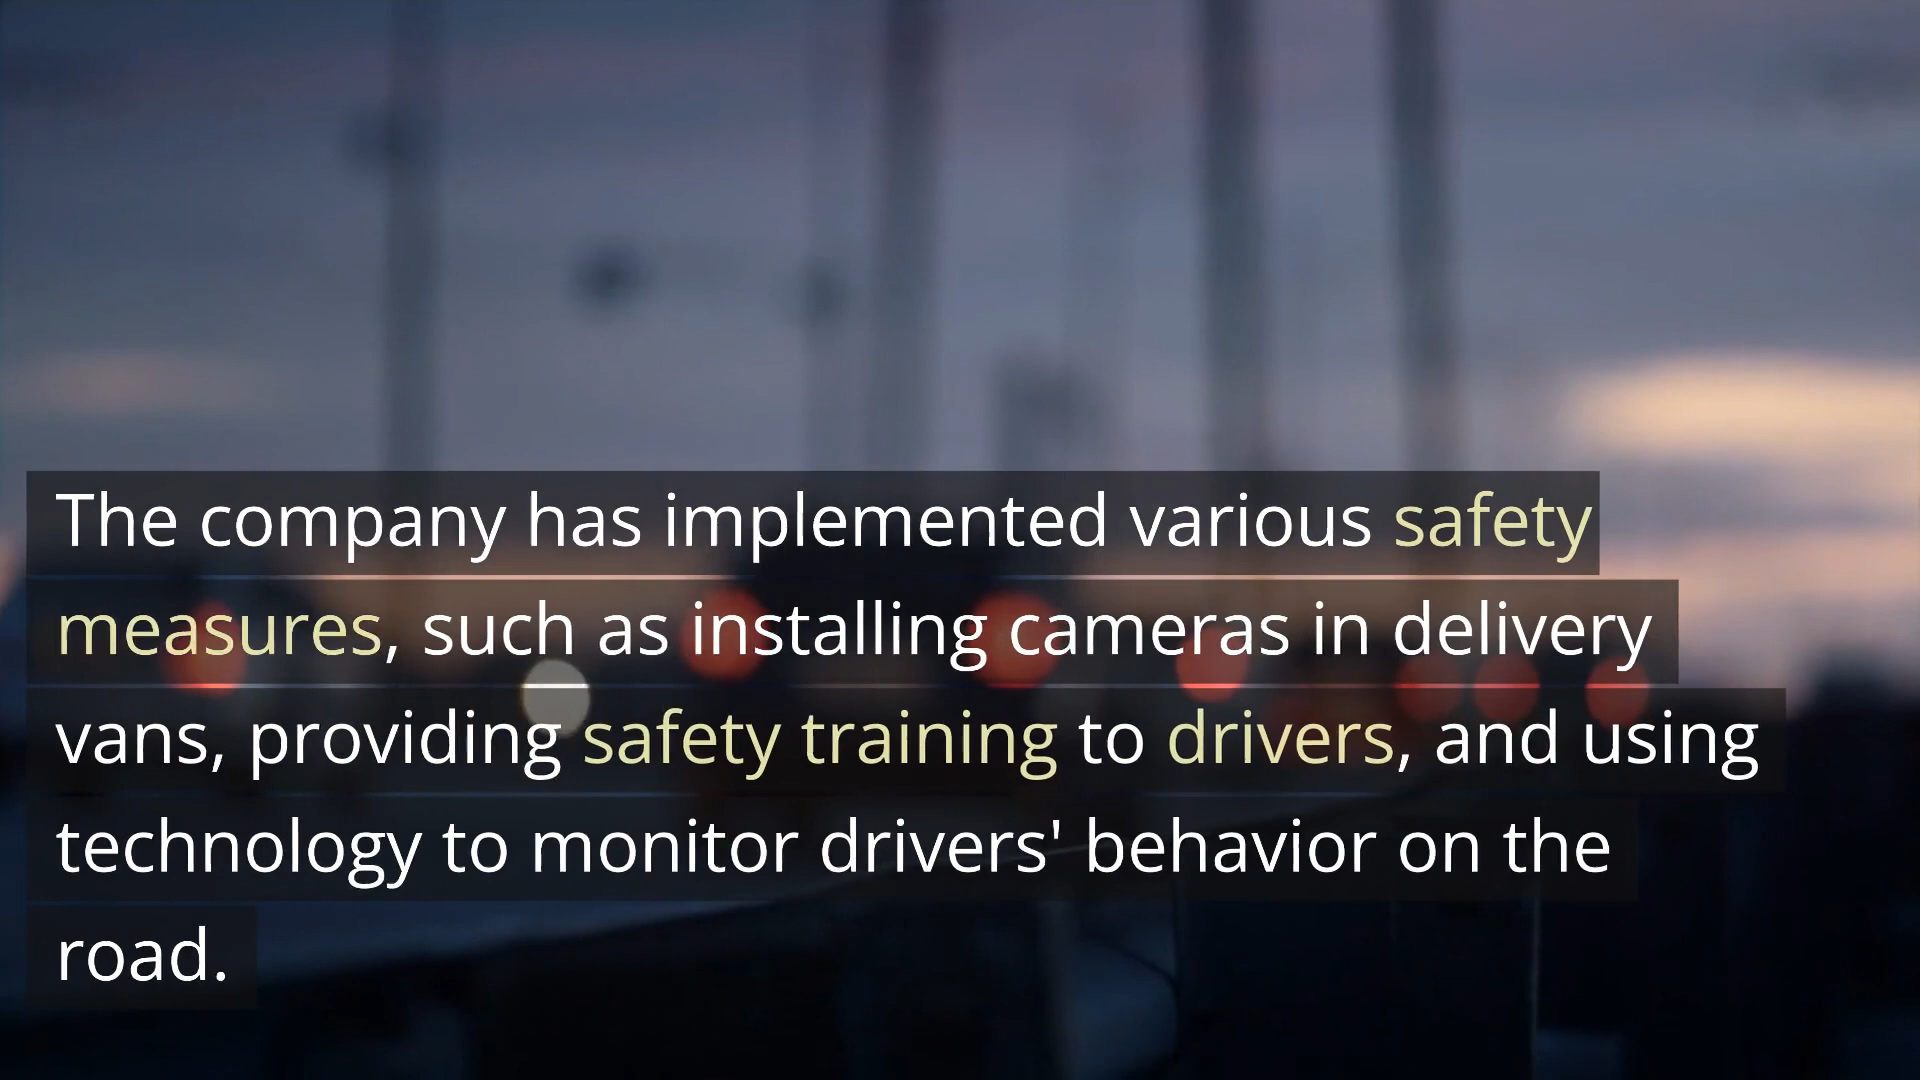 The company has implemented various safety
measures, such as installing cameras in delivery
vans, providing safety training to drivers, and using
technology to monitor drivers' behavior on the
road.